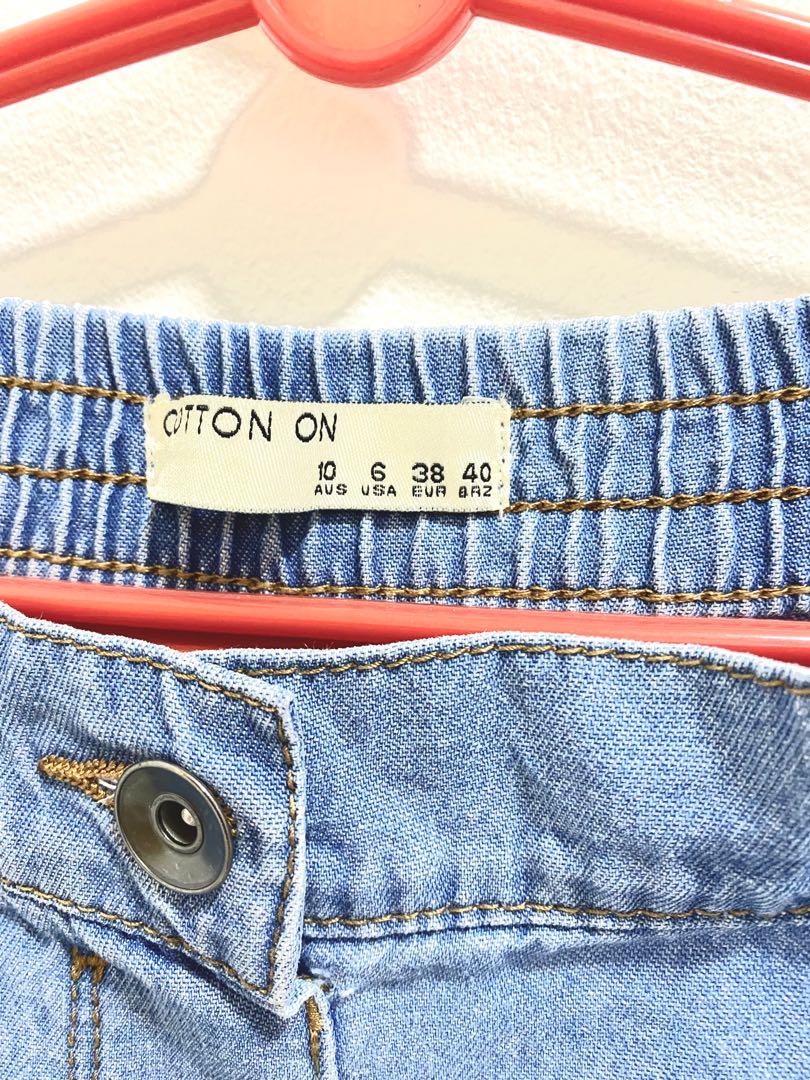 COTTON ON
10 6 38 40
AUS USA EUR BRZ